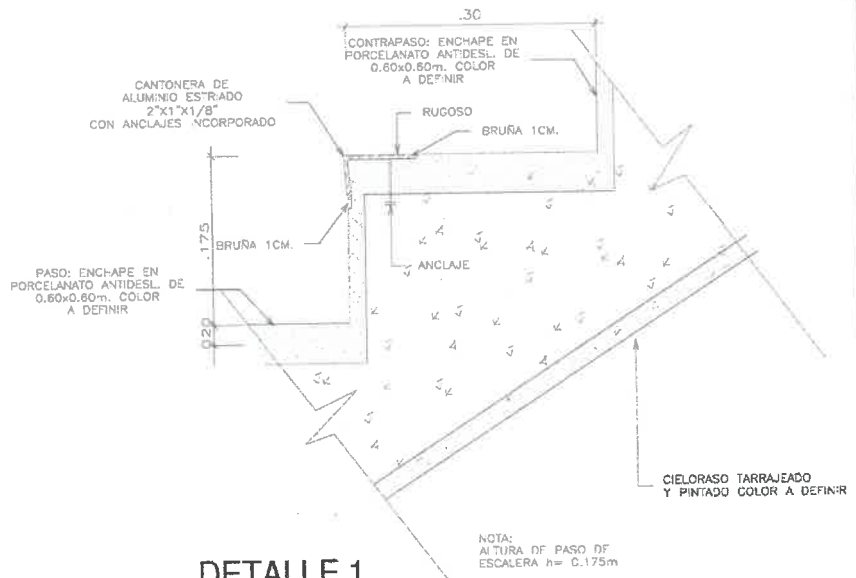 .30
CONTRAPASO: ENCHAPE EN
PORCELANATO ANTIDESL. DE
0.60x0.60m. COLOR
A DEFINIR
CANTONERA DE
ALUMINIO ESTRIADO
2"X1"X1/8"
CON ANCLAJES INCORPORADO
RUGOSO
BRUÑA 1CM.
.175
BRUÑA 1CM.
ANCLAJE
PASO: ENCHAPE EN
PORCELANATO ANTIDESL. DE
0.60x0.60m. COLOR
A DEFINIR
.020
CIELORASO TARRAJEADO
Y PINTADO COLOR A DEFINIR
NOTA:
ALTURA DE PASO DE
ESCALERA h= 0.175m
DETALLE 1